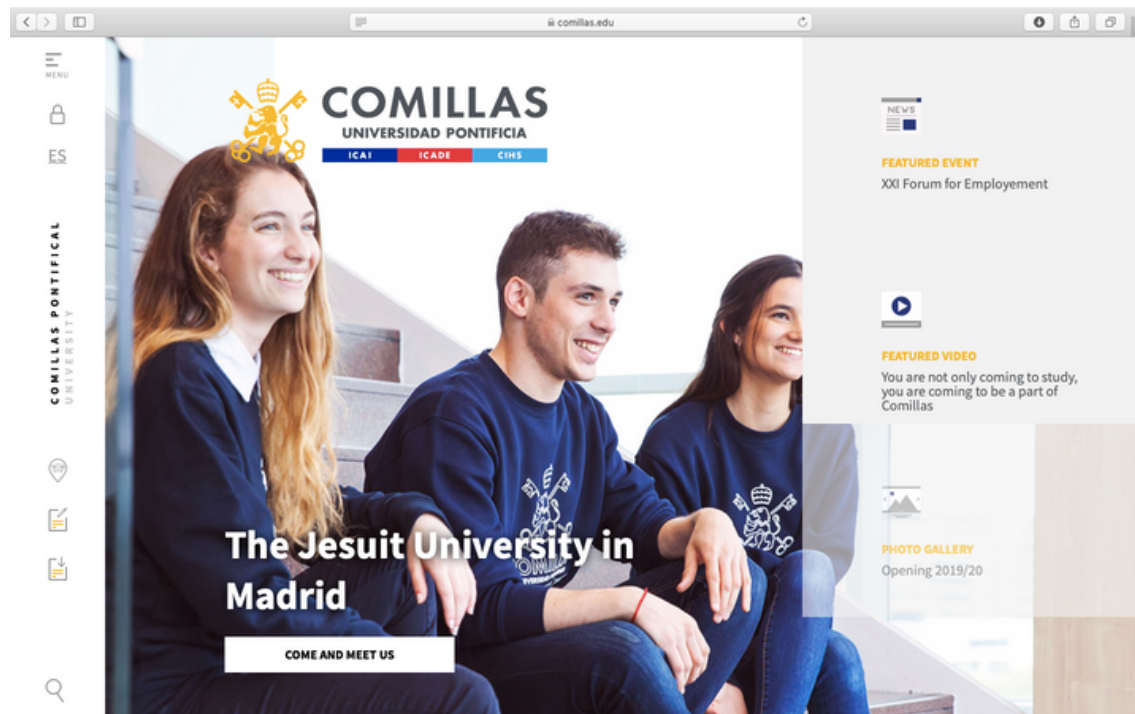 comillas.edu
MENU
ES
COMILLAS PONTIFICAL
UNIVERSITY
COMILLAS
UNIVERSIDAD PONTIFICIA
ICAI ICADE CIHS
The Jesuit University in
Madrid
COME AND MEET US
NEWS
FEATURED EVENT
XXI Forum for Employement
FEATURED VIDEO
You are not only coming to study,
you are coming to be a part of
Comillas
PHOTO GALLERY
Opening 2019/20